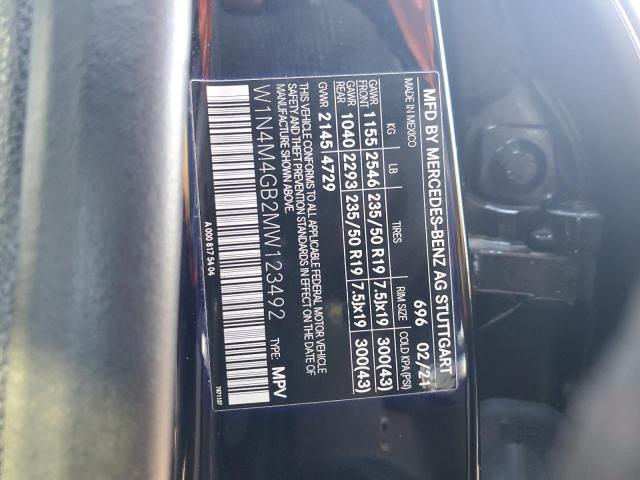 MFD BY MERCEDES-BENZ AG STUTTGART
MADE IN MEXICO 696 02/21
KG LB TIRES RIM SIZE COLD KPA(PSI)
GAWR FRONT 1155 2546 235/50 R19 7.5Jx19 300(43)
GAWR REAR 1040 2293 235/50 R19 7.5Jx19 300(43)
GVWR 2145 4729
THIS VEHICLE CONFORMS TO ALL APPLICABLE FEDERAL MOTOR VEHICLE
SAFETY AND THEFT PREVENTION STANDARDS IN EFFECT ON THE DATE OF
MANUFACTURE SHOWN ABOVE.
W1N4M4GB2MW123492 TYPE: MPV
A 000 817 54 04